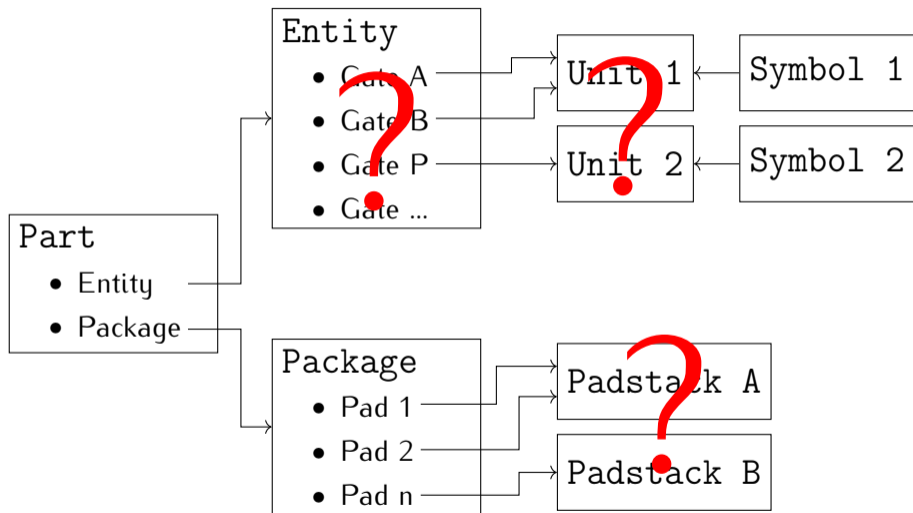 Entity
• Gate A
• Gate B
• Gate P
• Gate ...
Unit 1
Symbol 1
Unit 2
Symbol 2
?
?
Part
• Entity
• Package
Package
• Pad 1
• Pad 2
• Pad n
Padstack A
Padstack B
?